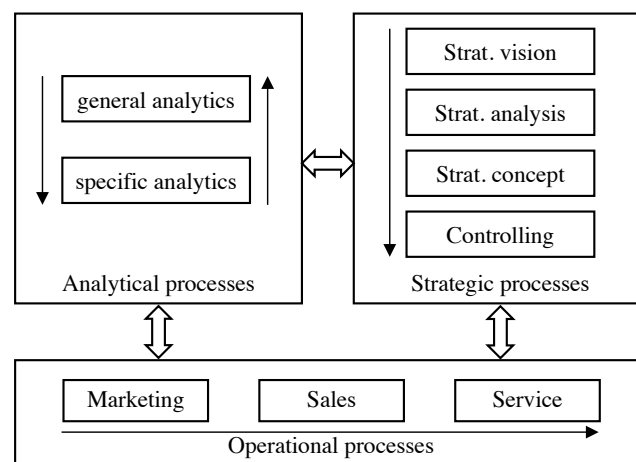 general analytics
specific analytics
Analytical processes
Strat. vision
Strat. analysis
Strat. concept
Controlling
Strategic processes
Marketing
Sales
Service
Operational processes